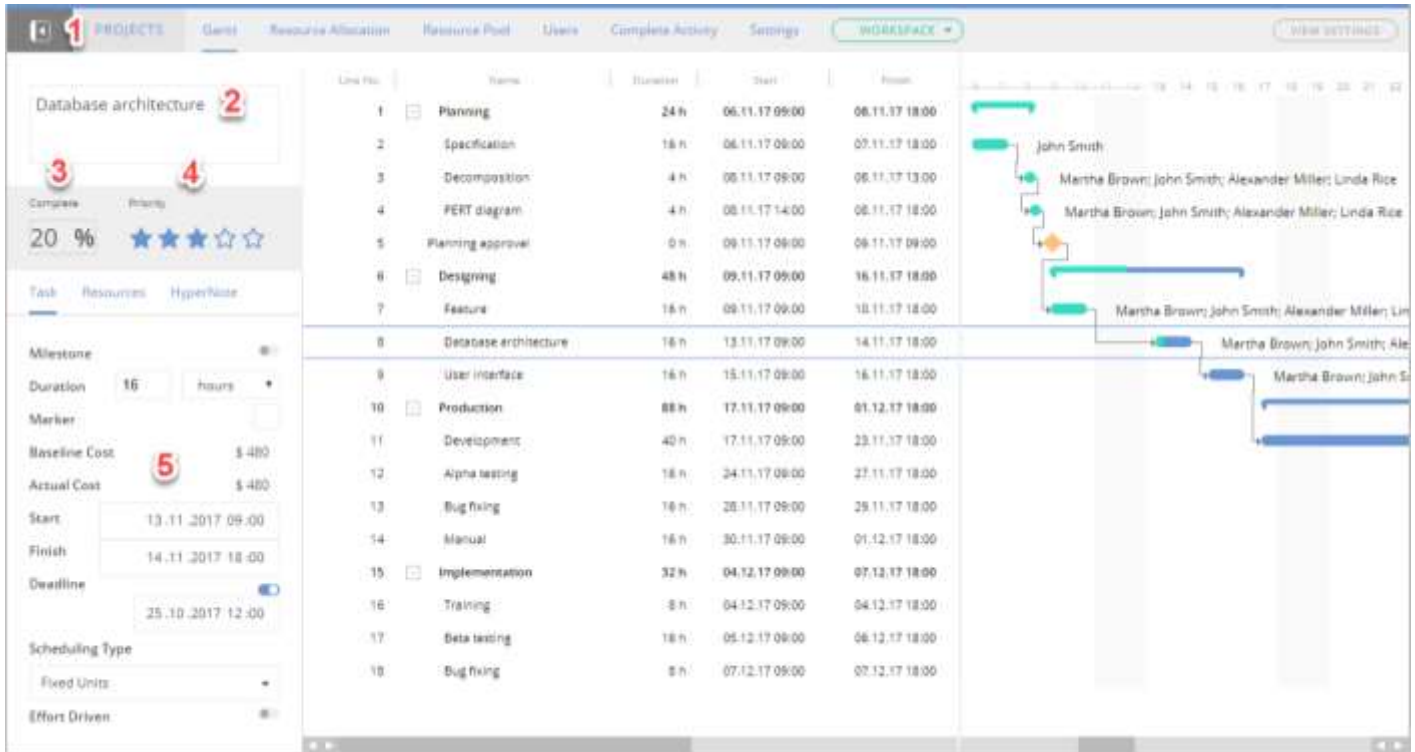 1 PROJECTS Gantt Resource Allocation Resource Pool Users Complete Activity Settings WORKSPACE VIEW SETTINGS
Line No. Name Duration Start Finish
13 14 15 16 17 18 19 20 21 22
Database architecture 2
3 4
Complete Priority
20 %
Task Resources HyperNote
Milestone
Duration 16 hours
Marker
Baseline Cost $ 480
5
Actual Cost $ 480
Start 13.11.2017 09:00
Finish 14.11.2017 18:00
Deadline
25.10.2017 12:00
Scheduling Type
Fixed Units
Effort Driven
1 Planning 24 h 06.11.17 09:00 08.11.17 18:00
2 Specification 16 h 06.11.17 09:00 07.11.17 18:00 John Smith
3 Decomposition 4 h 08.11.17 09:00 08.11.17 13:00 Martha Brown; John Smith; Alexander Miller; Linda Rice
4 PERT diagram 4 h 08.11.17 14:00 08.11.17 18:00 Martha Brown; John Smith; Alexander Miller; Linda Rice
5 Planning approval 0 h 09.11.17 09:00 09.11.17 09:00
6 Designing 48 h 09.11.17 09:00 16.11.17 18:00
7 Feature 16 h 09.11.17 09:00 10.11.17 18:00 Martha Brown; John Smith; Alexander Miller; Lin
8 Database architecture 16 h 13.11.17 09:00 14.11.17 18:00 Martha Brown; John Smith; Ale
9 User interface 16 h 15.11.17 09:00 16.11.17 18:00 Martha Brown; John S
10 Production 88 h 17.11.17 09:00 01.12.17 18:00
11 Development 40 h 17.11.17 09:00 23.11.17 18:00
12 Alpha testing 16 h 24.11.17 09:00 27.11.17 18:00
13 Bug fixing 16 h 28.11.17 09:00 29.11.17 18:00
14 Manual 16 h 30.11.17 09:00 01.12.17 18:00
15 Implementation 32 h 04.12.17 09:00 07.12.17 18:00
16 Training 8 h 04.12.17 09:00 04.12.17 18:00
17 Beta testing 16 h 05.12.17 09:00 06.12.17 18:00
18 Bug fixing 8 h 07.12.17 09:00 07.12.17 18:00